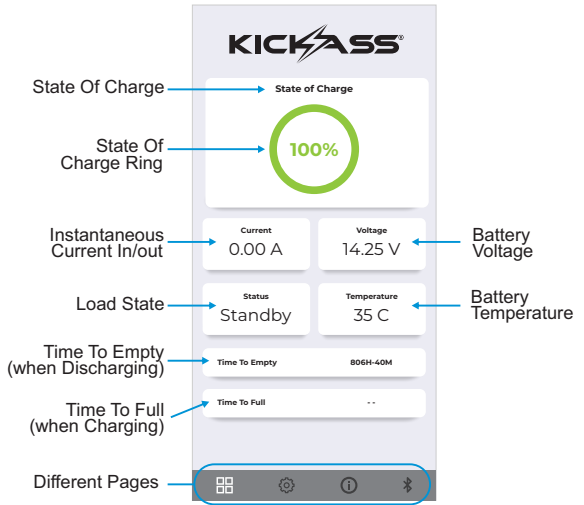 KICKASS®
State Of Charge
State of Charge
State Of
Charge Ring
100%
Instantaneous
Current In/out
Current
0.00 A
Voltage
14.25 V
Battery
Voltage
Load State
Status
Standby
Temperature
35 C
Battery
Temperature
Time To Empty
(when Discharging)
Time To Empty
806H-40M
Time To Full
(when Charging)
Time To Full
- -
Different Pages